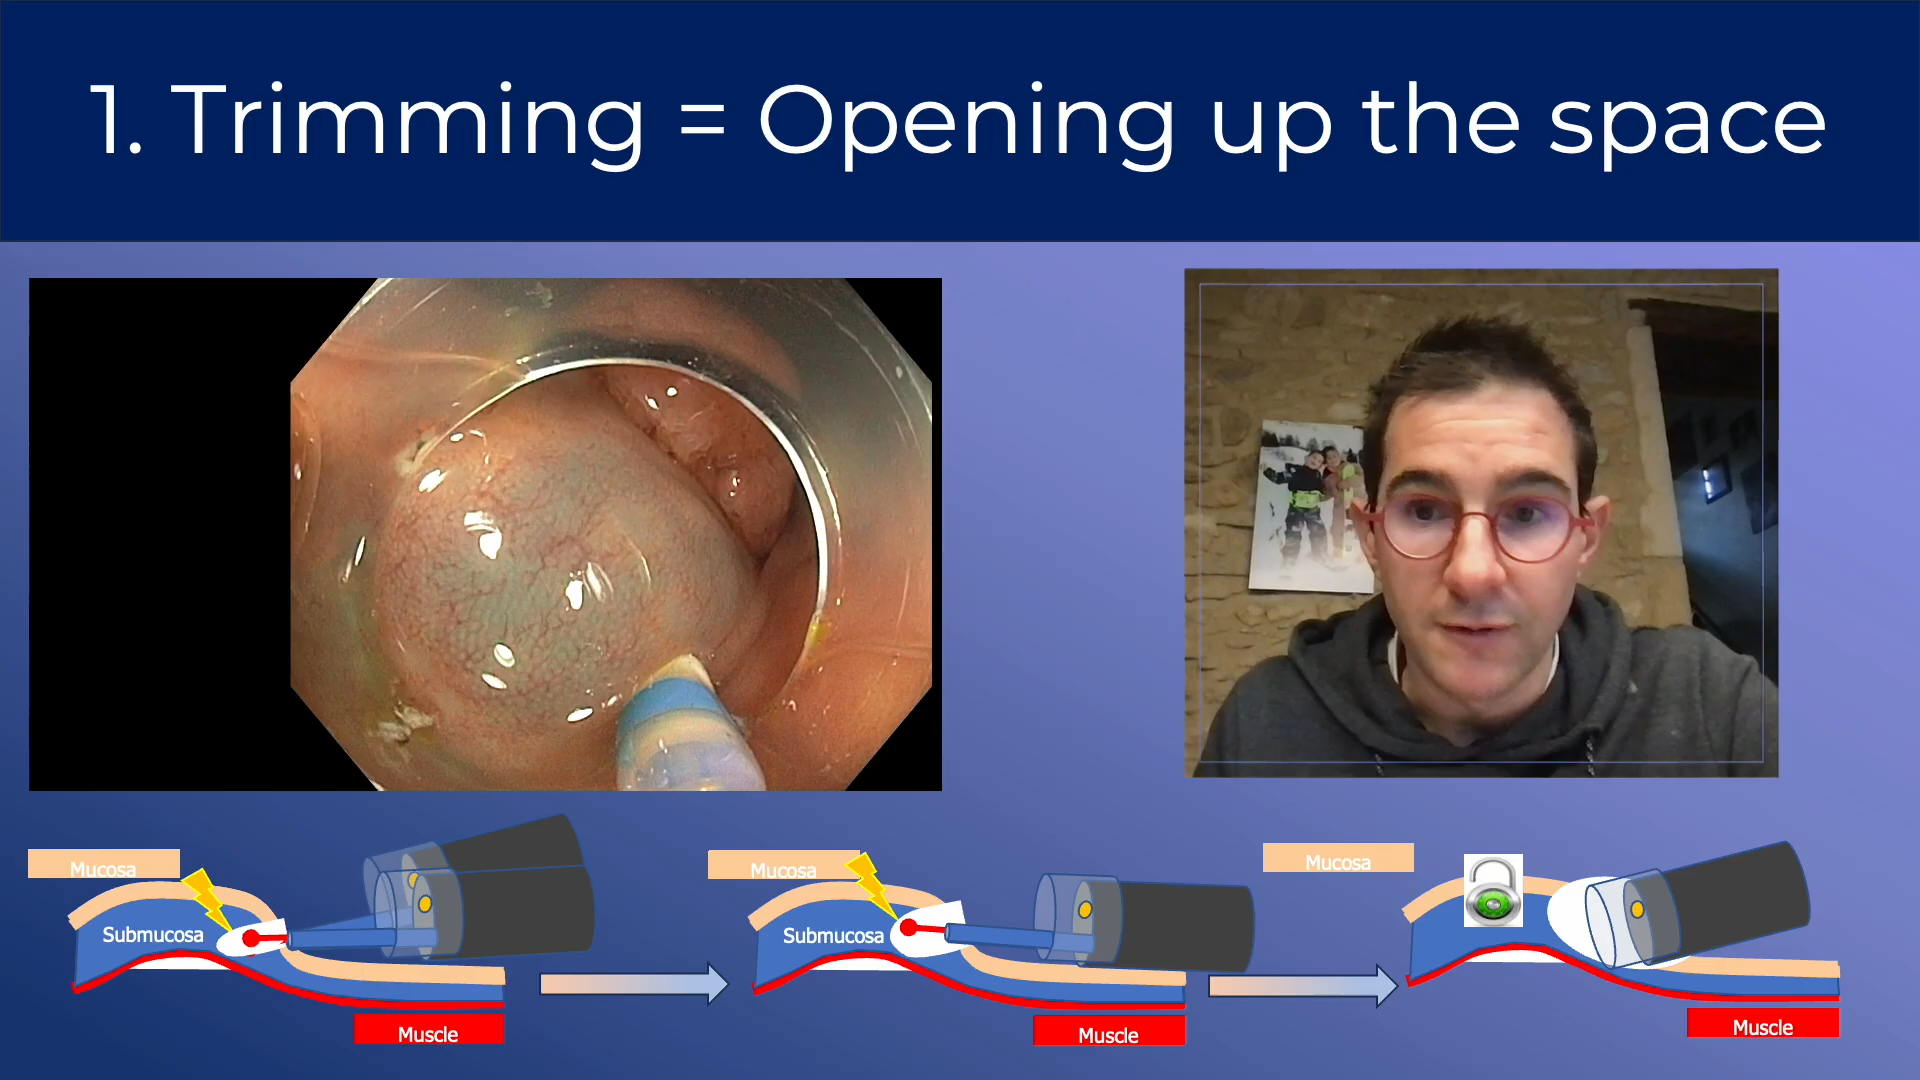 1. Trimming = Opening up the space
Mucosa
Submucosa
Muscle
Mucosa
Submucosa
Muscle
Mucosa
Muscle